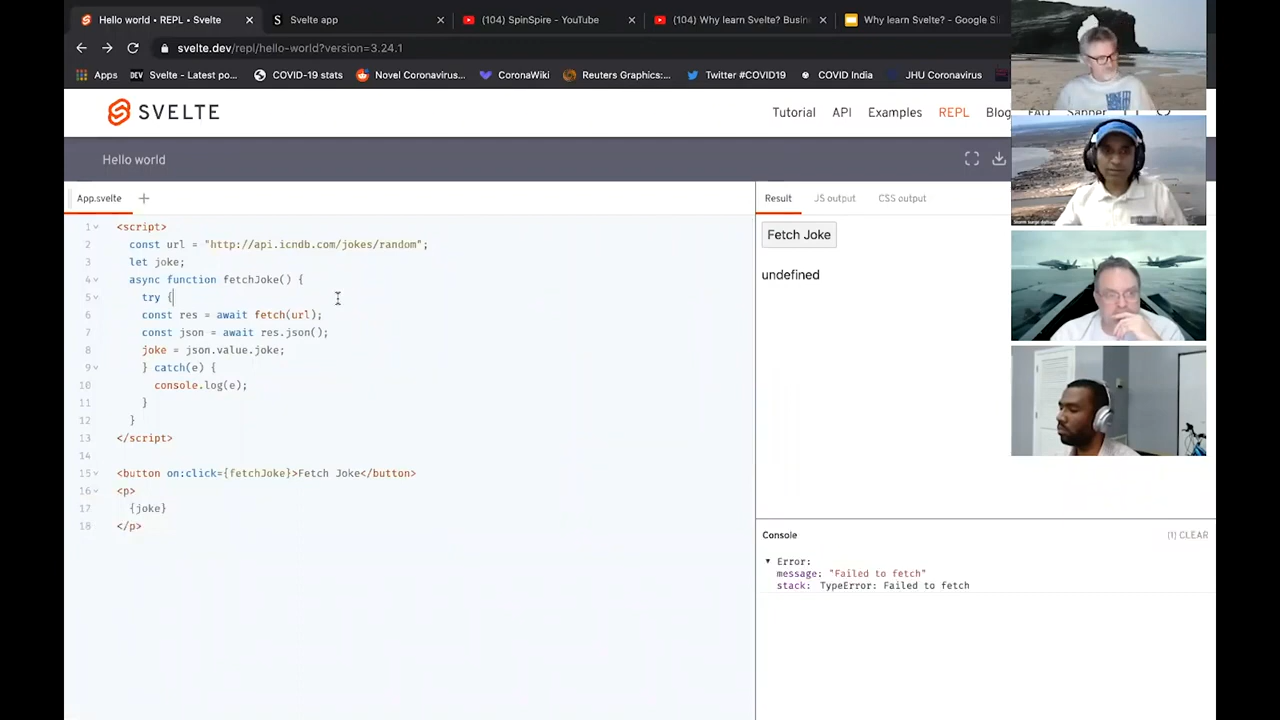 Hello world • REPL • Svelte
Svelte app
(104) SpinSpire - YouTube
(104) Why learn Svelte? Busin
Why learn Svelte? - Google Sli
svelte.dev/repl/hello-world?version=3.24.1
Apps
Svelte - Latest po...
COVID-19 stats
Novel Coronavirus...
CoronaWiki
Reuters Graphics:...
Twitter #COVID19
COVID India
JHU Coronavirus
SVELTE
Tutorial
API
Examples
REPL
Blog
FAQ
Sapper
Hello world
App.svelte
1 <script>
2 const url = "http://api.icndb.com/jokes/random";
3 let joke;
4 async function fetchJoke() {
5 try {
6 const res = await fetch(url);
7 const json = await res.json();
8 joke = json.value.joke;
9 } catch(e) {
10 console.log(e);
11 }
12 }
13 </script>
14
15 <button on:click={fetchJoke}>Fetch Joke</button>
16 <p>
17 {joke}
18 </p>
Result
JS output
CSS output
Fetch Joke
undefined
Console
(1) CLEAR
Error:
message: "Failed to fetch"
stack: TypeError: Failed to fetch